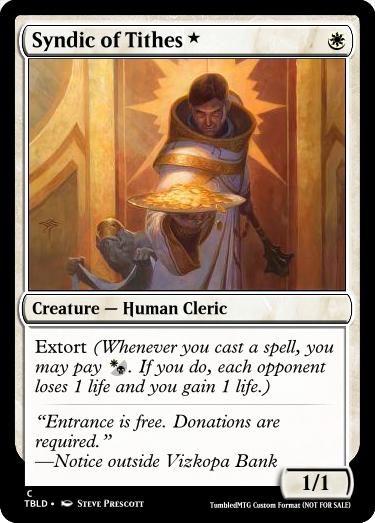 Syndic of Tithes ★
Creature — Human Cleric
Extort (Whenever you cast a spell, you
may pay . If you do, each opponent
loses 1 life and you gain 1 life.)
“Entrance is free. Donations are
required.”
—Notice outside Vizkopa Bank
1/1
C
TBLD • Steve Prescott
TumbledMTG Custom Format (NOT FOR SALE)